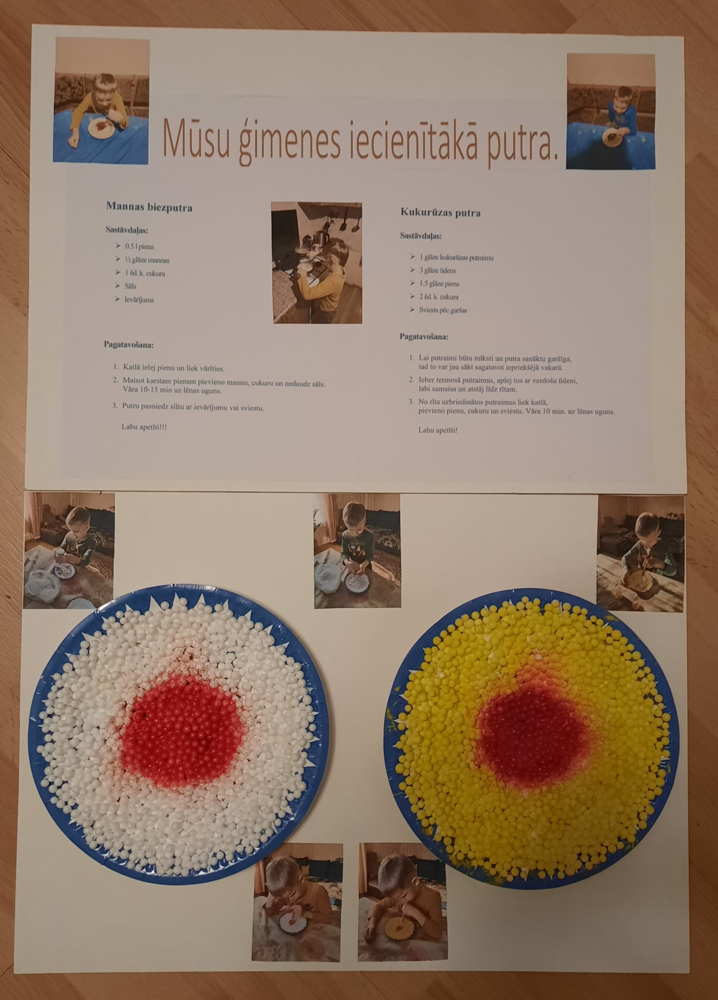 Mūsu ģimenes iecienītākā putra.
Mannas biezputra
Sastāvdaļas:
➢ 0.5 l piena
➢ ½ glāze mannas
➢ 1 ēd. k. cukura
➢ Sāls
➢ Ievārījums
Pagatavošana:
1. Katlā ielej pienu un liek vārīties.
2. Maisot karstam pienam pievieno mannu, cukuru un nedaudz sāls.
Vāra 10-15 min uz lēnas uguns.
3. Putru pasniedz siltu ar ievārījumu vai sviestu.
Labu apetīti!!!
Kukurūzas putra
Sastāvdaļas:
➢ 1 glāze kukurūzas putraimu
➢ 3 glāze ūdens
➢ 1.5 glāze piena
➢ 2 ēd. k. cukura
➢ Sviests pēc garšas
Pagatavošana:
1. Lai putraimi būtu mīksti un putra sanāktu garšīga,
tad to var jau sākt sagatavot iepriekšējā vakarā.
2. Ieber termosā putraimus, aplej tos ar verdošu ūdeni,
labi samaisa un atstāj līdz rītam.
3. No rīta uzbriedinātos putraimus liek katlā,
pievieno pienu, cukuru un sviestu. Vāra 10 min. uz lēnas uguns.
Labu apetīti!